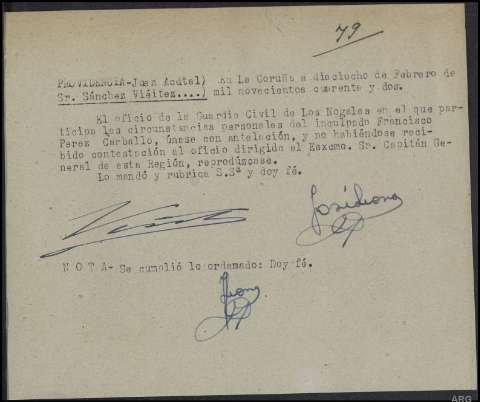 79
PROVIDENCIA-Juez Acctel) En La Coruña a dieciocho de Febrero de
Sr. Sánchez Viéitez....) mil novecientos cuarenta y dos.
El oficio de la Guardia Civil de Los Nogales en el que par-
ticipa las circunstancias personales del inculpado Francisco
Perez Carballo, únase con antelación, y no habiéndose reci-
bido contestación al oficio dirigido al Excmo. Sr. Capitán Ge-
neral de esta Región, reprodúzcase.
Lo mandó y rubrica S.Sª y doy fé.
N O T A- Se cumplió lo ordenado: Doy fé.
ARG